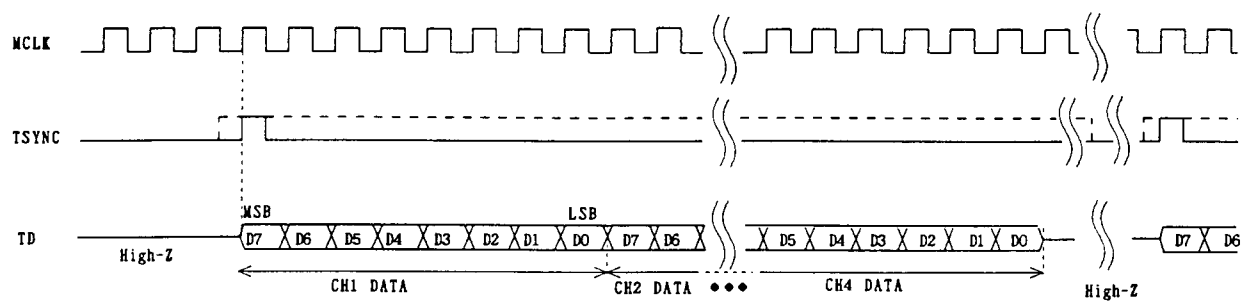 MCLK
TSYNC
MSB LSB
TD D7 D6 D5 D4 D3 D2 D1 D0 D7 D6 D5 D4 D3 D2 D1 D0 D7 D6
High-Z
CH1 DATA CH2 DATA ●●● CH4 DATA High-Z